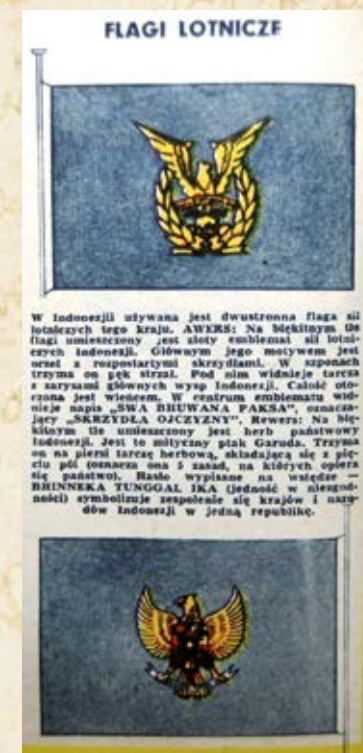 FLAGI LOTNICZE
W Indonezji używana jest dwustronna flaga sił
lotniczych tego kraju. AWERS: Na błękitnym tle
flagi umieszczony jest złoty emblemat sił lotni-
czych Indonezji. Głównym jego motywem jest
orzeł z rozpostartymi skrzydłami. W szponach
trzyma on pęk strzał. Pod nim widnieje tarcza
z zarysami głównych wysp Indonezji. Całość oto-
czona jest wieńcem. W centrum emblematu wid-
nieje napis „SWA BHUWANA PAKSA", oznacza-
jący „SKRZYDŁA OJCZYZNY". Rewers: Na błę-
kitnym tle umieszczony jest herb państwowy
Indonezji. Jest to mityczny ptak Garuda. Trzyma
on na piersi tarczę herbową, składającą się z pię-
ciu pól (oznacza ona 5 zasad, na których opiera
się państwo). Hasło wypisane na wstędze —
BHINNEKA TUNGGAL IKA (jedność w niezgod-
ności) symbolizuje zespolenie się krajów i naro-
dów Indonezji w jedną republikę.